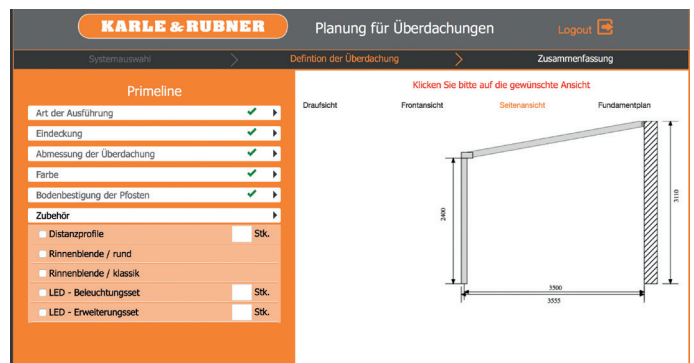 KARLE & RUBNER
Planung für Überdachungen
Logout
Systemauswahl
Defintion der Überdachung
Zusammenfassung
Primeline
Art der Ausführung
Eindeckung
Abmessung der Überdachung
Farbe
Bodenbestigung der Pfosten
Zubehör
Distanzprofile Stk.
Rinnenblende / rund
Rinnenblende / klassik
LED - Beleuchtungsset Stk.
LED - Erweiterungsset Stk.
Klicken Sie bitte auf die gewünschte Ansicht
Draufsicht Frontansicht Seitenansicht Fundamentplan
2400
3110
3500
3555